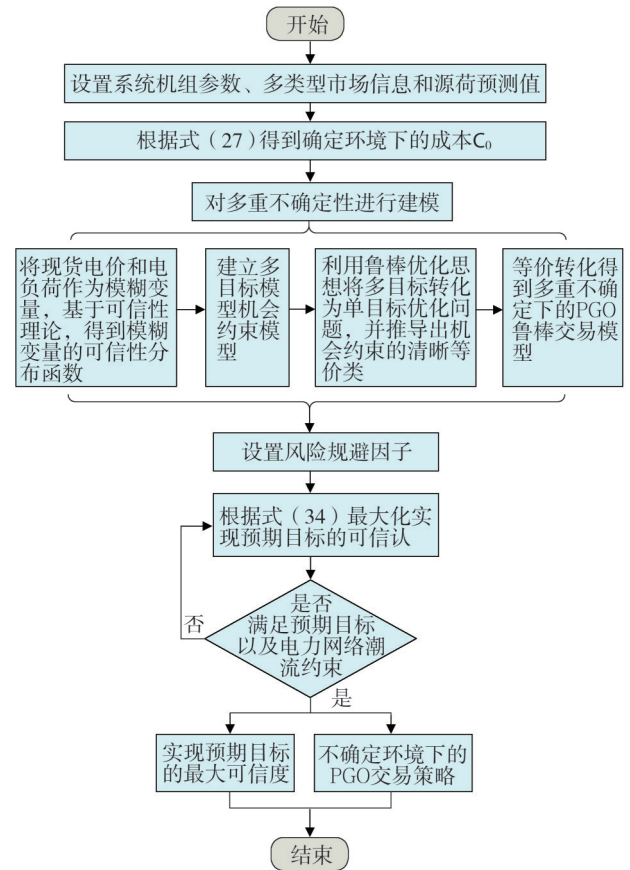 开始
设置系统机组参数、多类型市场信息和源荷预测值
根据式（27）得到确定环境下的成本C₀
对多重不确定性进行建模
将现货电价和电
负荷作为模糊变
量，基于可信性
理论，得到模糊
变量的可信性分
布函数
建立多
目标模
型机会
约束模
型
利用鲁棒优化思
想将多目标转化
为单目标优化问
题，并推导出机
会约束的清晰等
价类
等价转化得
到多重不确
定下的PGO
鲁棒交易模
型
设置风险规避因子
根据式（34）最大化实
现预期目标的可信认
是否
满足预期目标
以及电力网络潮
流约束
否
是
实现预期目标
的最大可信度
不确定环境下的
PGO交易策略
结束